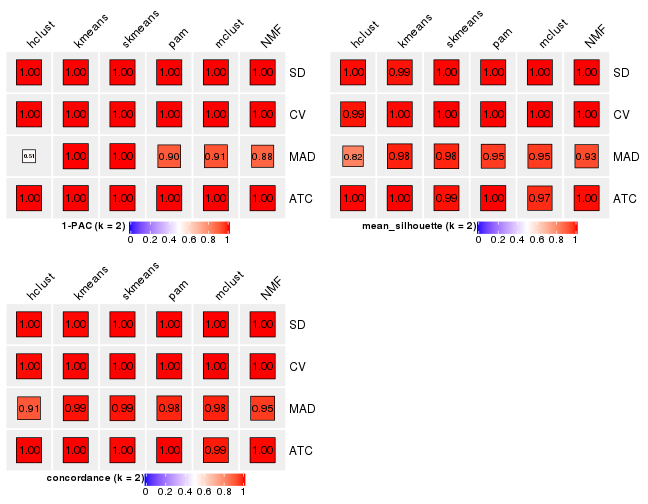 hclust kmeans skmeans pam mclust NMF
1.00 1.00 1.00 1.00 1.00 1.00 SD
1.00 1.00 1.00 1.00 1.00 1.00 CV
0.51 1.00 1.00 0.90 0.91 0.88 MAD
1.00 1.00 1.00 1.00 1.00 1.00 ATC
1-PAC (k = 2)
0 0.2 0.4 0.6 0.8 1
hclust kmeans skmeans pam mclust NMF
1.00 0.99 1.00 1.00 1.00 1.00 SD
0.99 1.00 1.00 1.00 1.00 1.00 CV
0.82 0.98 0.98 0.95 0.95 0.93 MAD
1.00 1.00 0.99 1.00 0.97 1.00 ATC
mean_silhouette (k = 2)
0 0.2 0.4 0.6 0.8 1
hclust kmeans skmeans pam mclust NMF
1.00 1.00 1.00 1.00 1.00 1.00 SD
1.00 1.00 1.00 1.00 1.00 1.00 CV
0.91 0.99 0.99 0.98 0.98 0.95 MAD
1.00 1.00 1.00 1.00 0.99 1.00 ATC
concordance (k = 2)
0 0.2 0.4 0.6 0.8 1